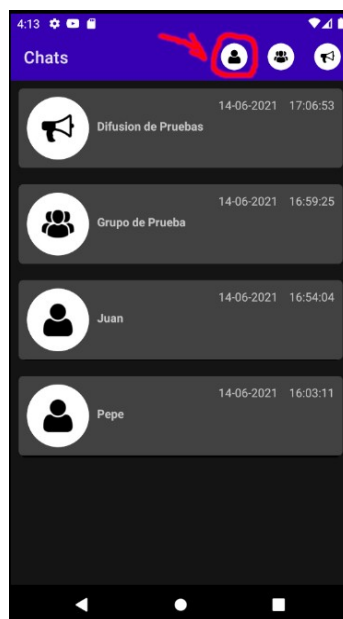 4:13
Chats
14-06-2021 17:06:53
Difusion de Pruebas
14-06-2021 16:59:25
Grupo de Prueba
14-06-2021 16:54:04
Juan
14-06-2021 16:03:11
Pepe